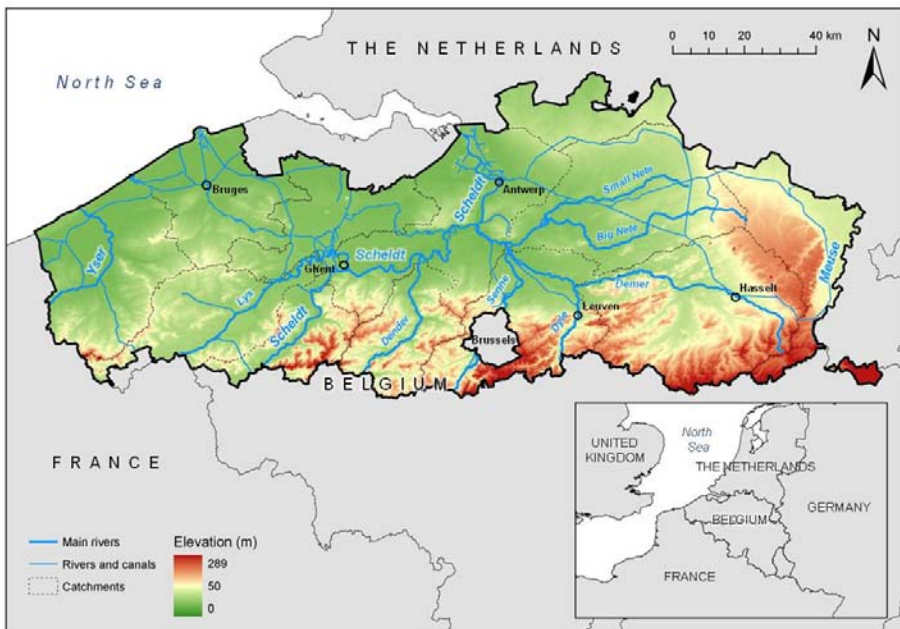 0 10 20 30 40 km
N
THE NETHERLANDS
North Sea
Bruges
Antwerp
Scheldt
Small Nete
Big Nete
Meuse
Yser
Ghent
Scheldt
Lys
Scheldt
Dender
Senne
Brussels
Dyle
Leuven
Demer
Hasselt
BELGIUM
FRANCE
Main rivers
Rivers and canals
Catchments
Elevation (m)
289
50
0
UNITED
KINGDOM
North
Sea
THE NETHERLANDS
BELGIUM
GERMANY
FRANCE